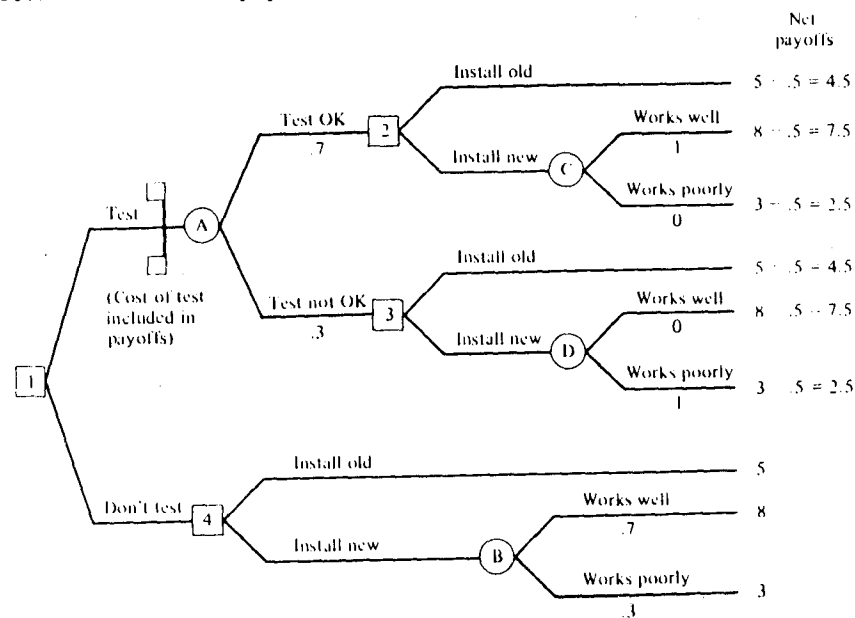 Net
payoffs
Install old
5 - .5 = 4.5
Test OK
.7
2
Works well
1
8 - .5 = 7.5
Install new
C
Works poorly
0
3 - .5 = 2.5
Test
A
(Cost of test
included in
payoffs)
Install old
5 - .5 - 4.5
Test not OK
.3
3
Works well
0
8 .5 - 7.5
Install new
D
Works poorly
1
3 .5 = 2.5
1
Install old
5
Don't test
4
Works well
.7
8
Install new
B
Works poorly
.3
3